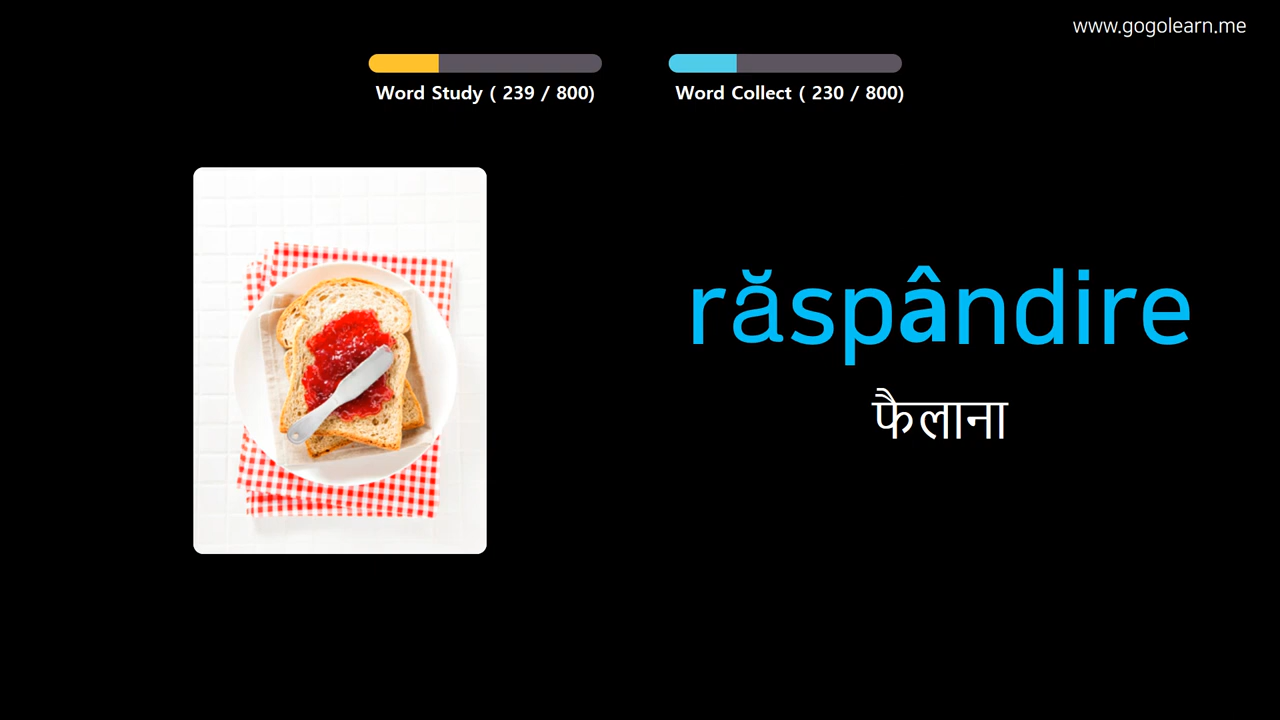 www.gogolearn.me
Word Study ( 239 / 800)
Word Collect ( 230 / 800)
răspândire
फैलाना